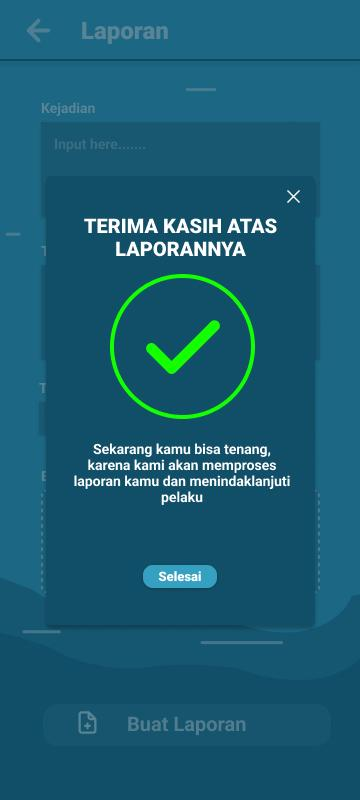 Laporan
Kejadian
Input here.......
T
TERIMA KASIH ATAS
LAPORANNYA
T
Sekarang kamu bisa tenang,
karena kami akan memproses
laporan kamu dan menindaklanjuti
pelaku
Selesai
Buat Laporan